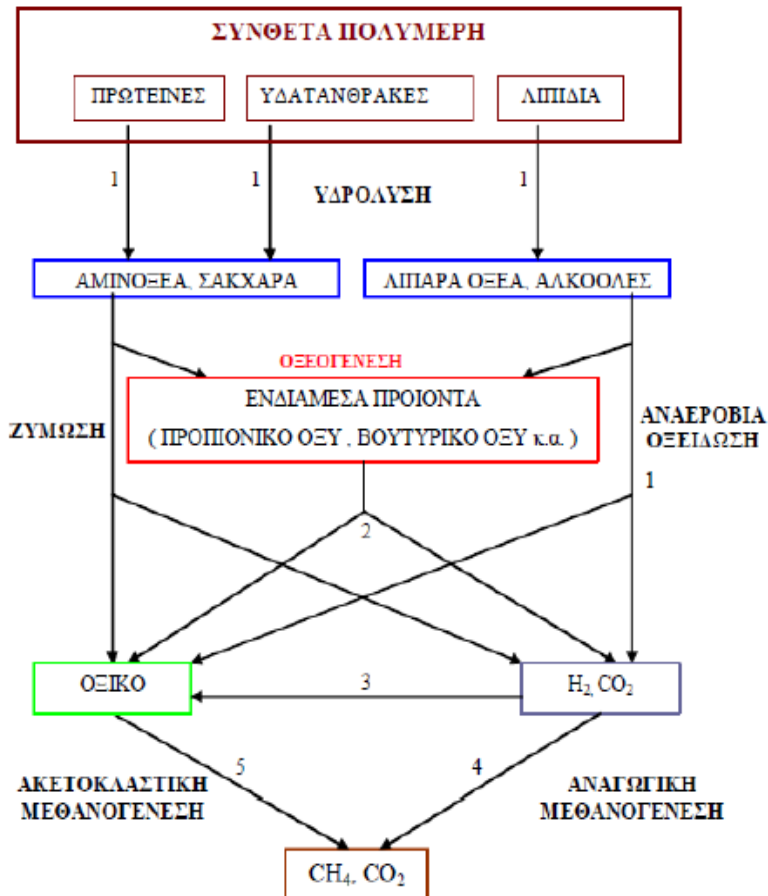 ΣΥΝΘΕΤΑ ΠΟΛΥΜΕΡΗ
ΠΡΩΤΕΙΝΕΣ
ΥΔΑΤΑΝΘΡΑΚΕΣ
ΛΙΠΙΔΙΑ
1
1
1
ΥΔΡΟΛΥΣΗ
ΑΜΙΝΟΞΕΑ, ΣΑΚΧΑΡΑ
ΛΙΠΑΡΑ ΟΞΕΑ, ΑΛΚΟΟΛΕΣ
ΟΞΕΟΓΕΝΕΣΗ
ΕΝΔΙΑΜΕΣΑ ΠΡΟΙΟΝΤΑ
( ΠΡΟΠΙΟΝΙΚΟ ΟΞΥ , ΒΟΥΤΥΡΙΚΟ ΟΞΥ κ.α. )
ΖΥΜΩΣΗ
ΑΝΑΕΡΟΒΙΑ
ΟΞΕΙΔΩΣΗ
1
2
ΟΞΙΚΟ
3
H₂, CO₂
5
4
ΑΚΕΤΟΚΛΑΣΤΙΚΗ
ΜΕΘΑΝΟΓΕΝΕΣΗ
ΑΝΑΓΩΓΙΚΗ
ΜΕΘΑΝΟΓΕΝΕΣΗ
CH₄, CO₂